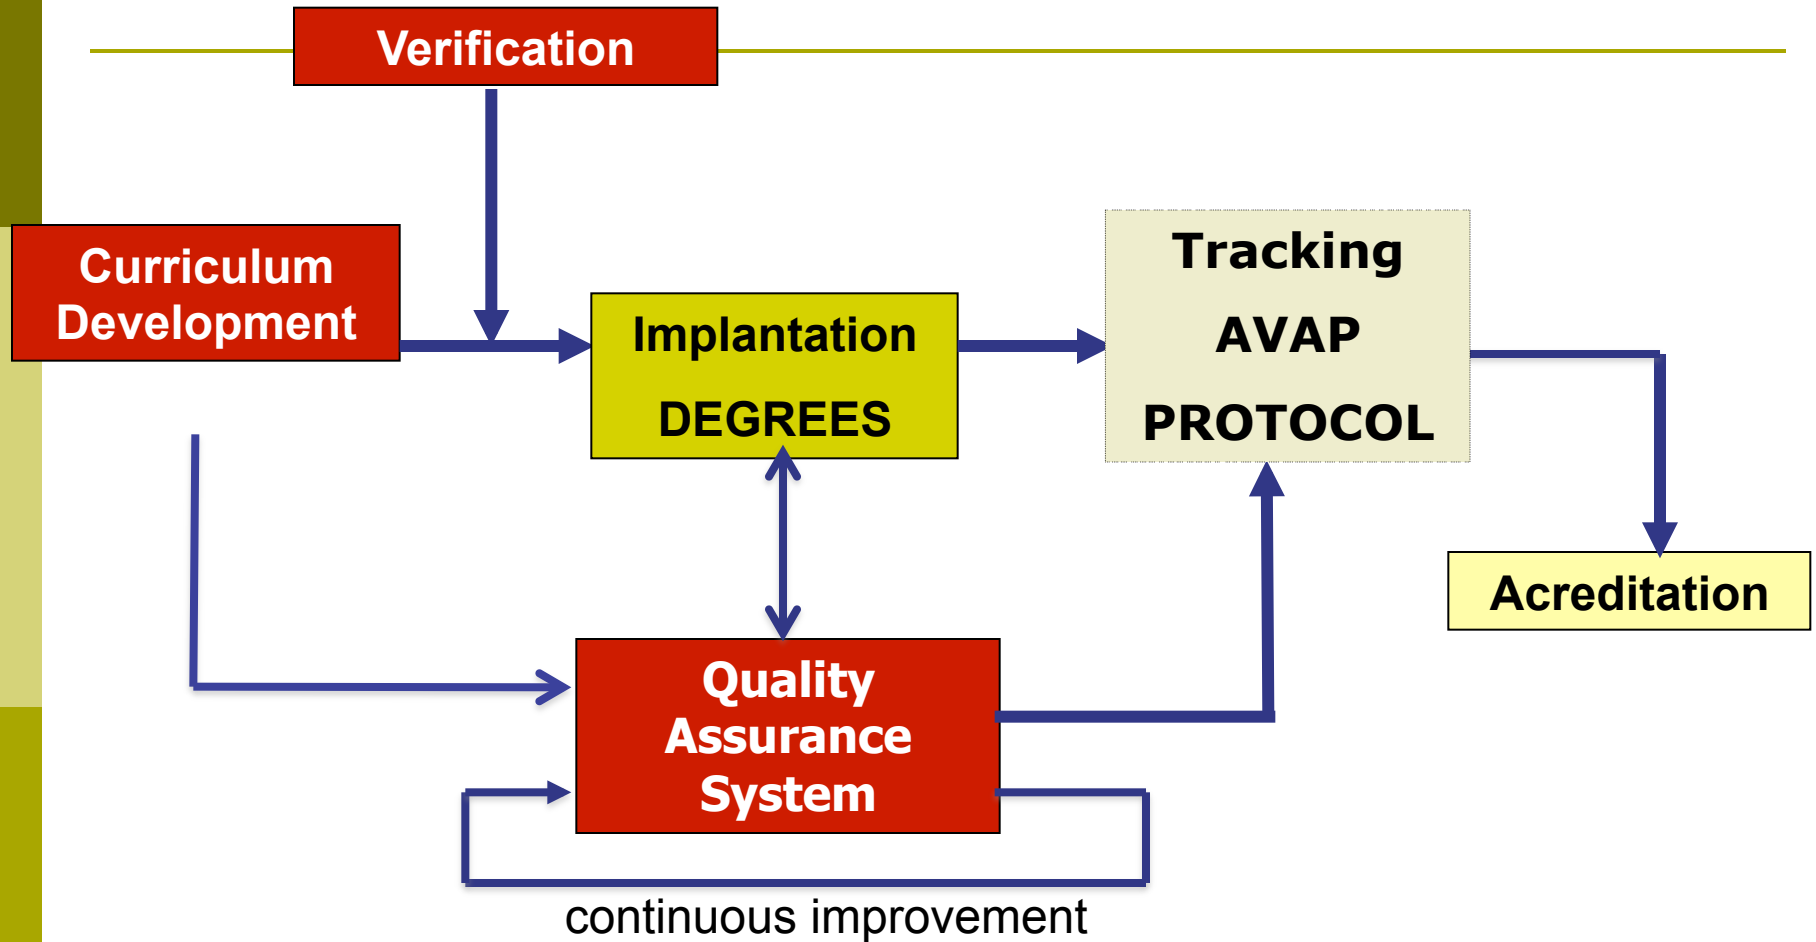 Verification
Curriculum
Development
Implantation
DEGREES
Tracking
AVAP
PROTOCOL
Acreditation
Quality
Assurance
System
continuous improvement